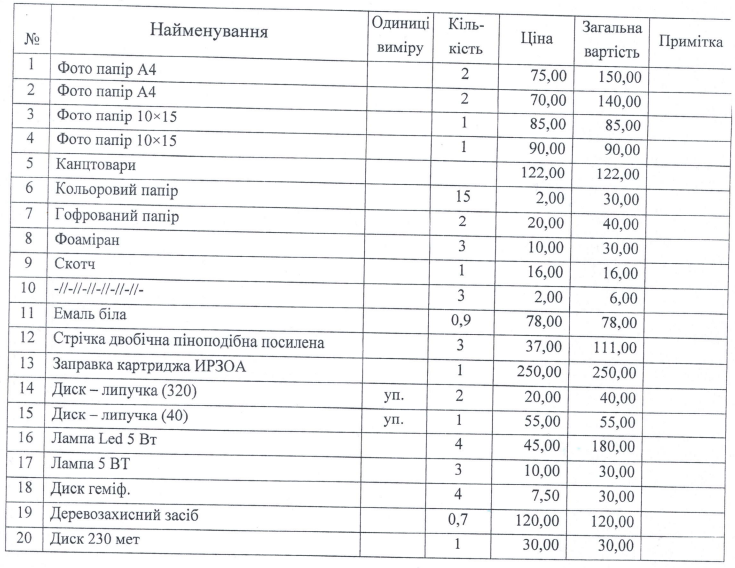 № Найменування Одиниці виміру Кіль-кість Ціна Загальна вартість Примітка
1 Фото папір А4 2 75,00 150,00
2 Фото папір А4 2 70,00 140,00
3 Фото папір 10×15 1 85,00 85,00
4 Фото папір 10×15 1 90,00 90,00
5 Канцтовари 122,00 122,00
6 Кольоровий папір 15 2,00 30,00
7 Гофрований папір 2 20,00 40,00
8 Фоаміран 3 10,00 30,00
9 Скотч 1 16,00 16,00
10 -//-//-//-//-//-//- 3 2,00 6,00
11 Емаль біла 0,9 78,00 78,00
12 Стрічка двобічна піноподібна посилена 3 37,00 111,00
13 Заправка картриджа ИРЗОА 1 250,00 250,00
14 Диск – липучка (320) уп. 2 20,00 40,00
15 Диск – липучка (40) уп. 1 55,00 55,00
16 Лампа Led 5 Вт 4 45,00 180,00
17 Лампа 5 ВТ 3 10,00 30,00
18 Диск геміф. 4 7,50 30,00
19 Деревозахисний засіб 0,7 120,00 120,00
20 Диск 230 мет 1 30,00 30,00